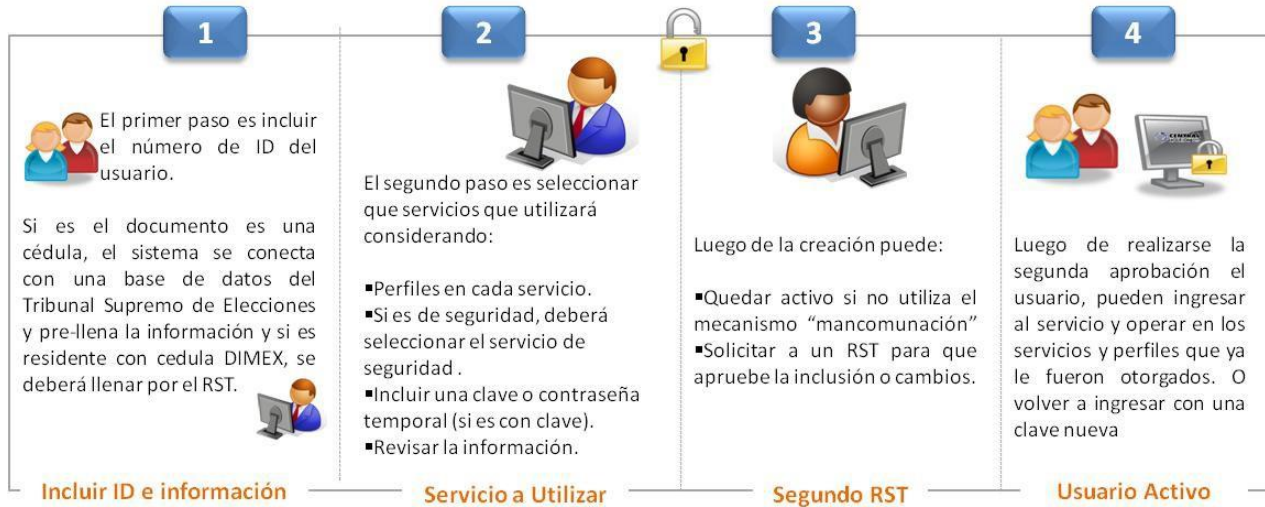 1
El primer paso es incluir
el número de ID del
usuario.
Si es el documento es una
cédula, el sistema se conecta
con una base de datos del
Tribunal Supremo de Elecciones
y pre-llena la información y si es
residente con cedula DIMEX, se
deberá llenar por el RST.
Incluir ID e información
2
El segundo paso es seleccionar
que servicios que utilizará
considerando:
▪Perfiles en cada servicio.
▪Si es de seguridad, deberá
seleccionar el servicio de
seguridad .
▪Incluir una clave o contraseña
temporal (si es con clave).
▪Revisar la información.
Servicio a Utilizar
3
Luego de la creación puede:
▪Quedar activo si no utiliza el
mecanismo “mancomunación”
▪Solicitar a un RST para que
apruebe la inclusión o cambios.
Segundo RST
4
CENTRAL
Luego de realizarse la
segunda aprobación el
usuario, pueden ingresar
al servicio y operar en los
servicios y perfiles que ya
le fueron otorgados. O
volver a ingresar con una
clave nueva
Usuario Activo